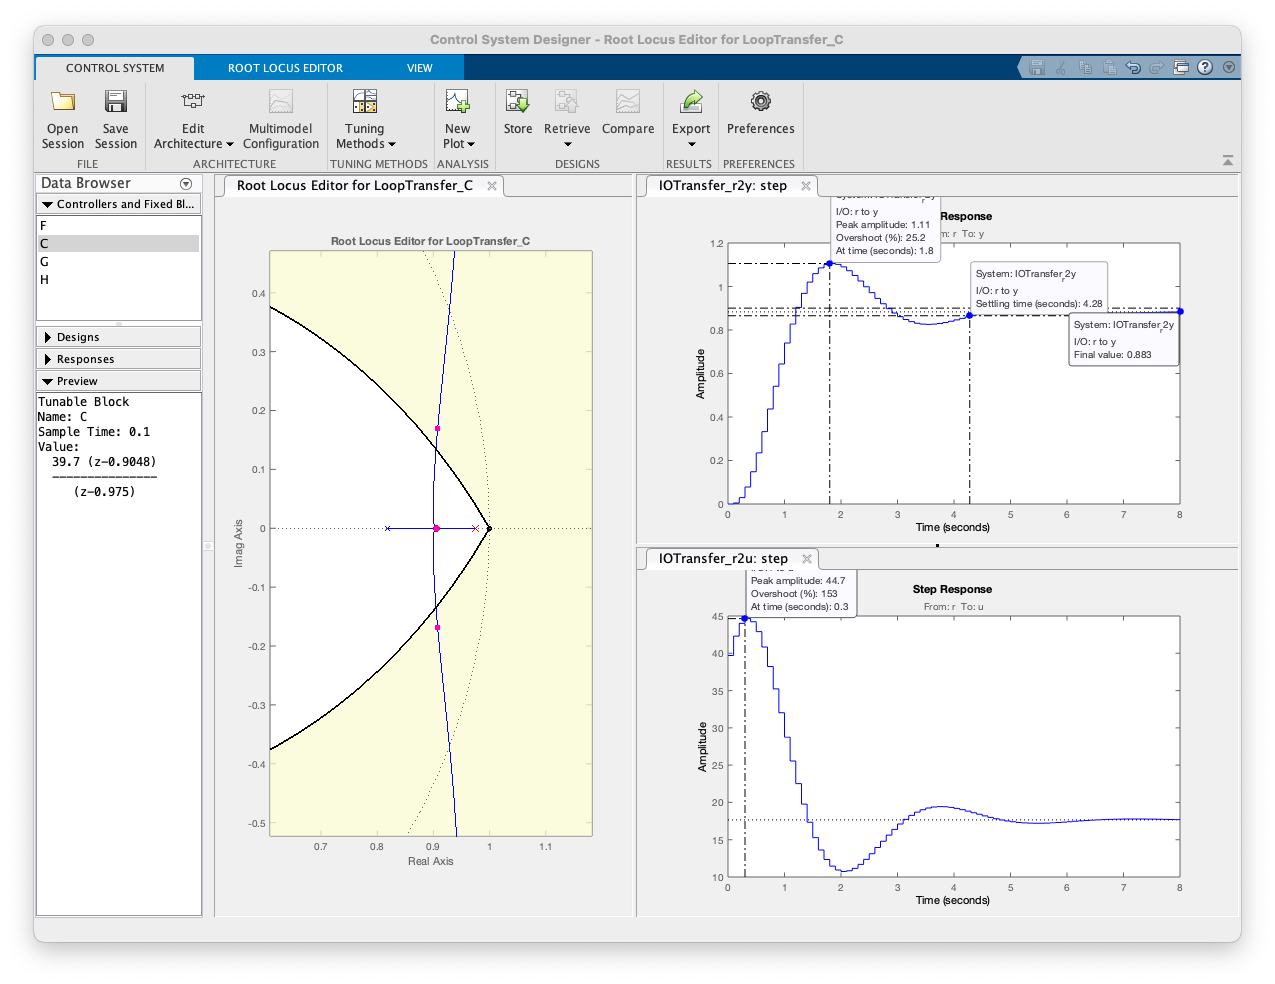 Control System Designer - Root Locus Editor for LoopTransfer_C
CONTROL SYSTEM
ROOT LOCUS EDITOR
VIEW
Open Session
Save Session
Edit Architecture
Multimodel Configuration
Tuning Methods
New Plot
Store
Retrieve
Compare
Export
Preferences
FILE
ARCHITECTURE
TUNING METHODS
ANALYSIS
DESIGNS
RESULTS
PREFERENCES
Data Browser
Controllers and Fixed Bl...
F
C
G
H
Designs
Responses
Preview
Tunable Block
Name: C
Sample Time: 0.1
Value:
39.7 (z-0.9048)
---------------
(z-0.975)
Root Locus Editor for LoopTransfer_C
Root Locus Editor for LoopTransfer_C
0.4
0.3
0.2
0.1
0
-0.1
-0.2
-0.3
-0.4
-0.5
Imag Axis
0.7 0.8 0.9 1 1.1
Real Axis
IOTransfer_r2y: step
Response
m: r To: y
I/O: r to y
Peak amplitude: 1.11
Overshoot (%): 25.2
At time (seconds): 1.8
System: IOTransfer_r2y
I/O: r to y
Settling time (seconds): 4.28
System: IOTransfer_r2y
I/O: r to y
Final value: 0.883
1.2
1
0.8
0.6
0.4
0.2
0
Amplitude
0 1 2 3 4 5 6 7 8
Time (seconds)
IOTransfer_r2u: step
Peak amplitude: 44.7
Overshoot (%): 153
At time (seconds): 0.3
Step Response
From: r To: u
45
40
35
30
25
20
15
10
Amplitude
0 1 2 3 4 5 6 7 8
Time (seconds)